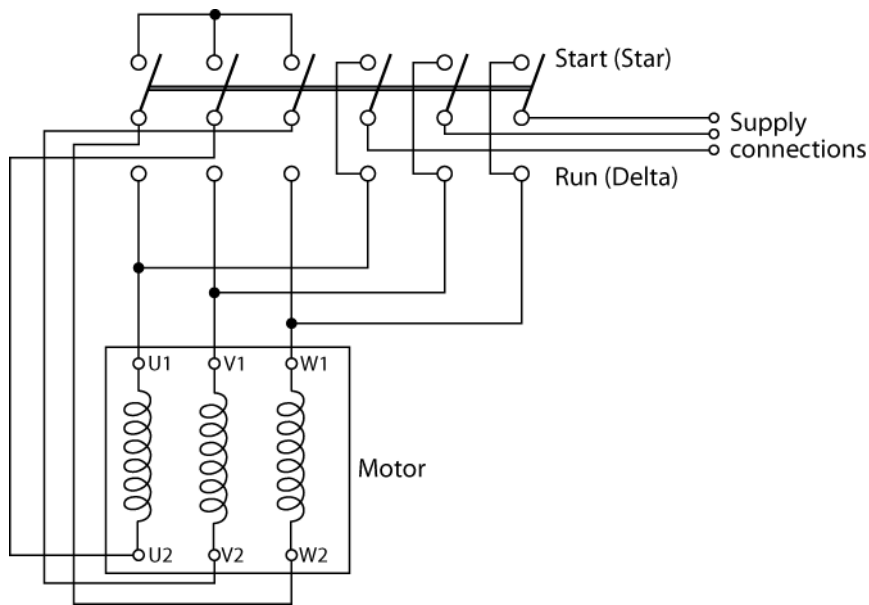 Start (Star)
Supply
connections
Run (Delta)
U1 V1 W1
Motor
U2 V2 W2